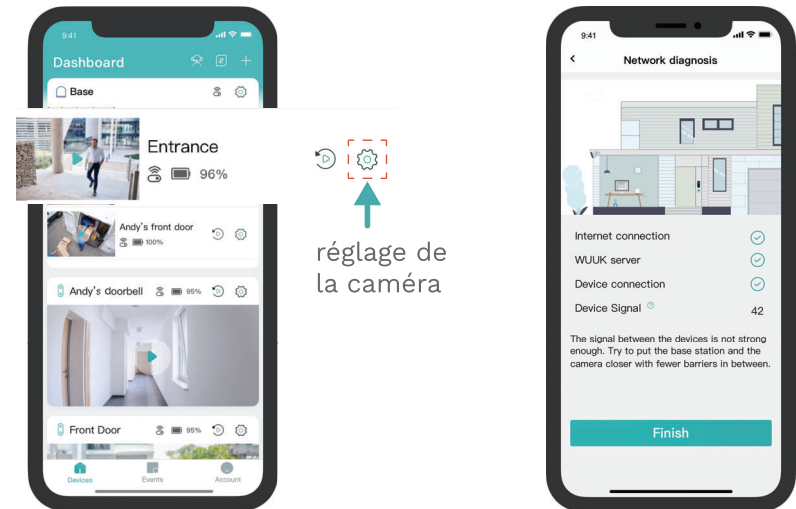 9:41
Dashboard
Base
Entrance
96%
Andy's front door
100%
réglage de
la caméra
Andy's doorbell 95%
Front Door 95%
Devices Events Account
9:41
Network diagnosis
Internet connection
WUUK server
Device connection
Device Signal ? 42
The signal between the devices is not strong
enough. Try to put the base station and the
camera closer with fewer barriers in between.
Finish